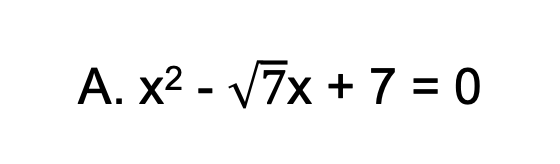 A. x² - √7x + 7 = 0